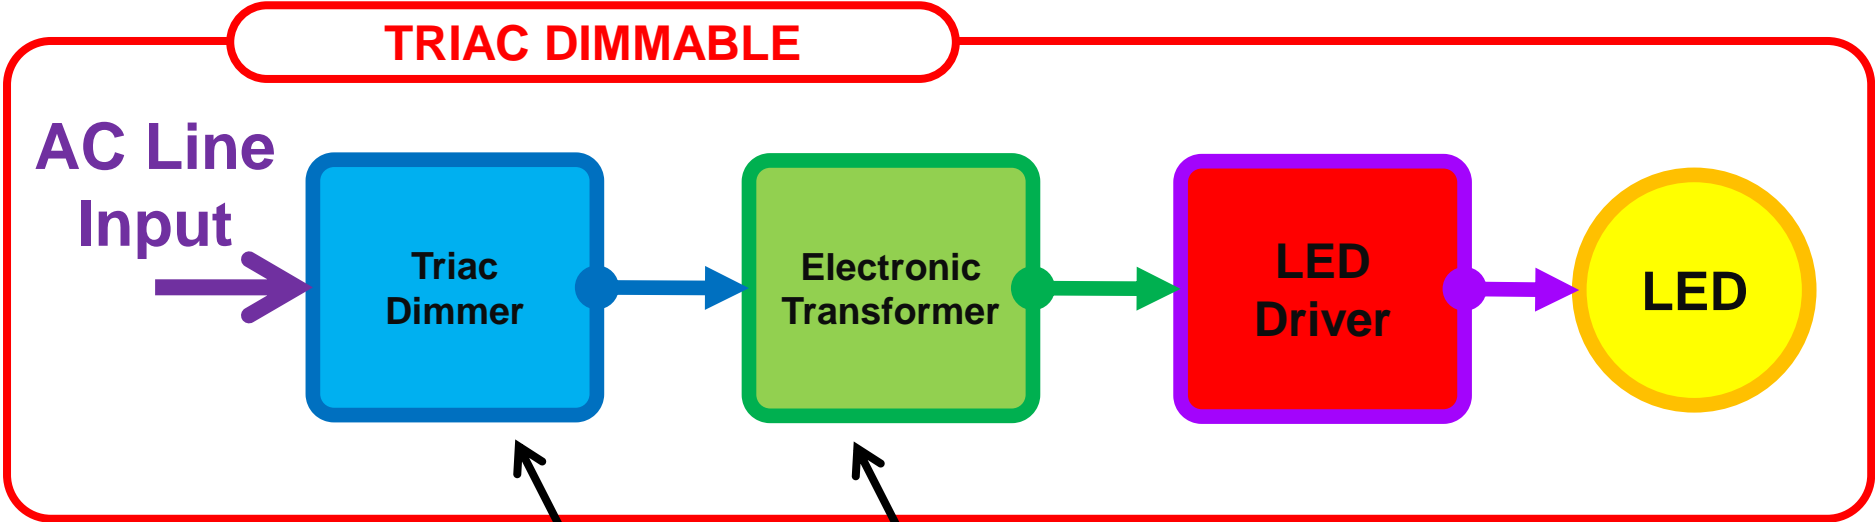 TRIAC DIMMABLE
AC Line
Input
Triac
Dimmer
Electronic
Transformer
LED
Driver
LED